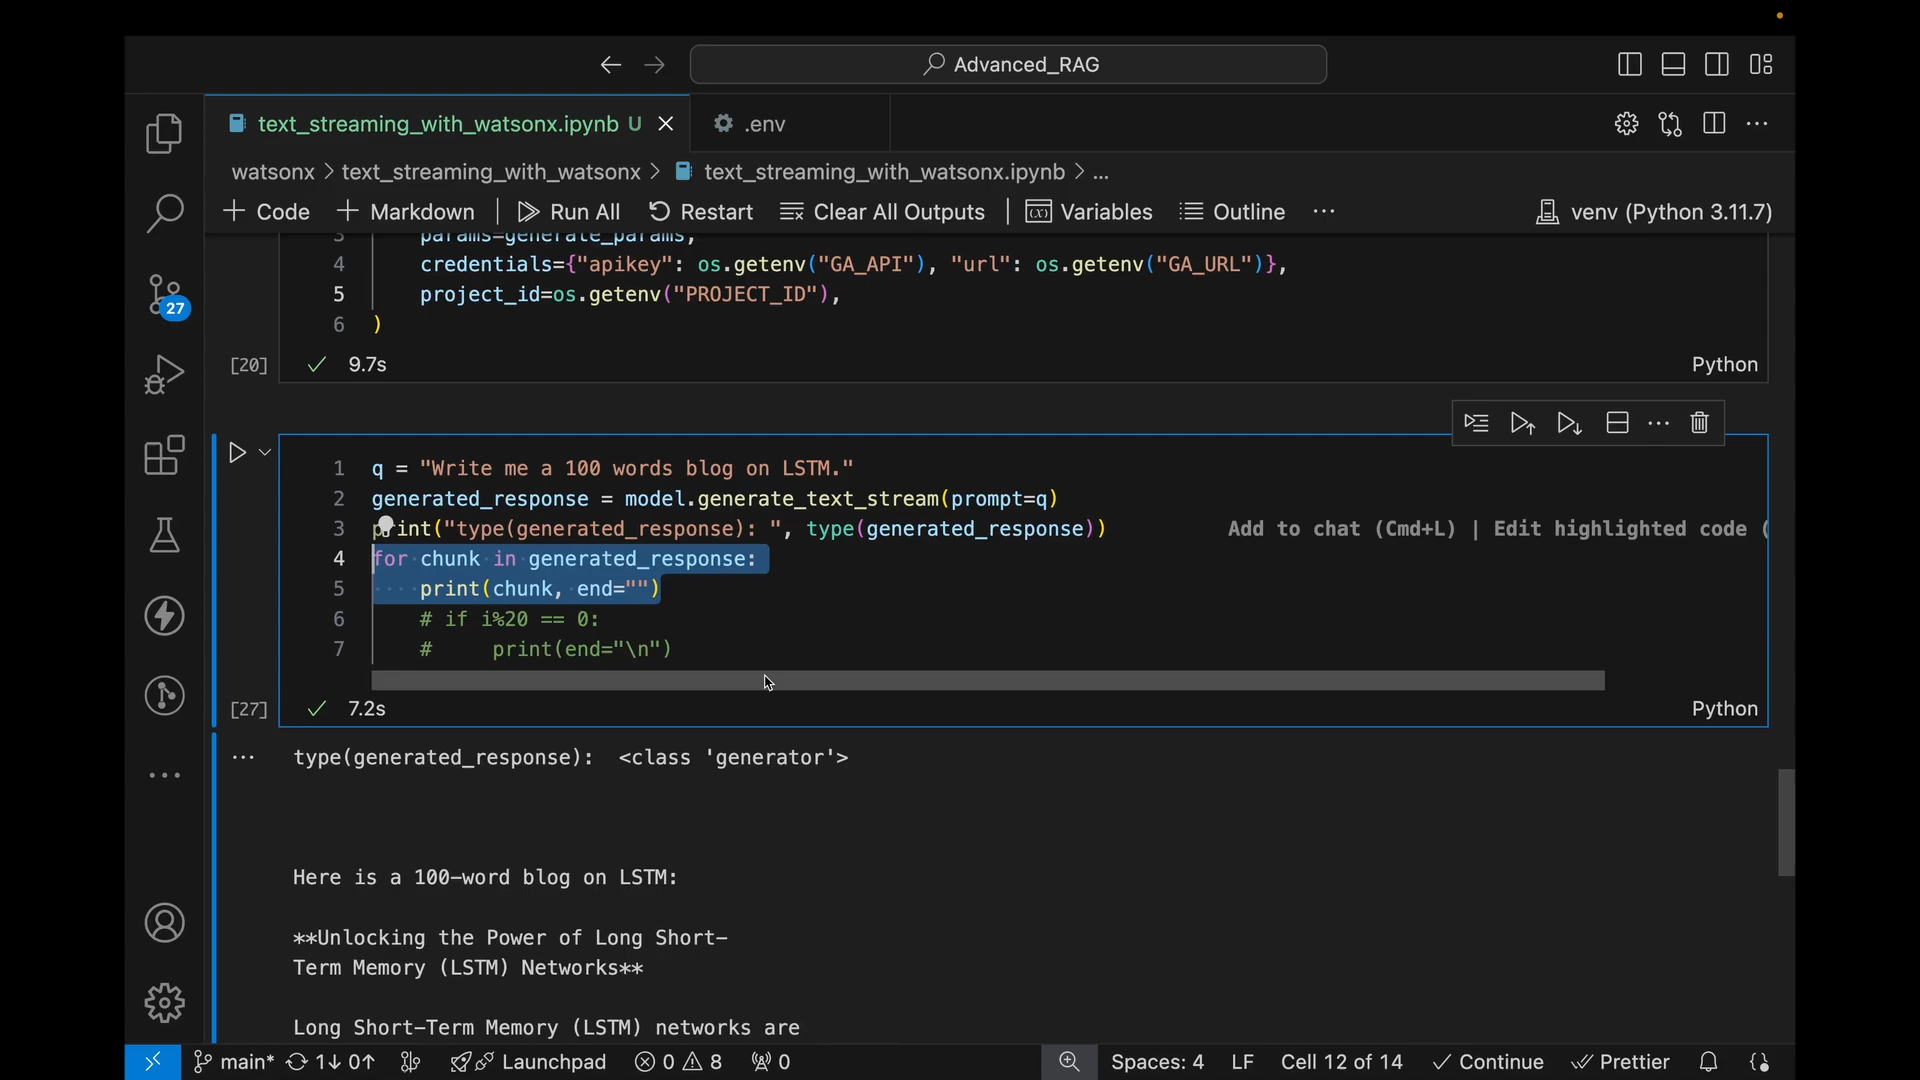 Advanced_RAG
text_streaming_with_watsonx.ipynb U
.env
watsonx > text_streaming_with_watsonx > text_streaming_with_watsonx.ipynb > ...
+ Code + Markdown | Run All Restart Clear All Outputs | Variables Outline ... venv (Python 3.11.7)
3 params=generate_params,
4 credentials={"apikey": os.getenv("GA_API"), "url": os.getenv("GA_URL")},
5 project_id=os.getenv("PROJECT_ID"),
6 )
[20] 9.7s Python
27
1 q = "Write me a 100 words blog on LSTM."
2 generated_response = model.generate_text_stream(prompt=q)
3 print("type(generated_response): ", type(generated_response)) Add to chat (Cmd+L) | Edit highlighted code (
4 for chunk in generated_response:
5 print(chunk, end="")
6 # if i%20 == 0:
7 # print(end="\n")
[27] 7.2s Python
... type(generated_response): <class 'generator'>
Here is a 100-word blog on LSTM:
**Unlocking the Power of Long Short-
Term Memory (LSTM) Networks**
Long Short-Term Memory (LSTM) networks are
main* 1↓ 0↑ Launchpad 0 8 0 Spaces: 4 LF Cell 12 of 14 Continue Prettier